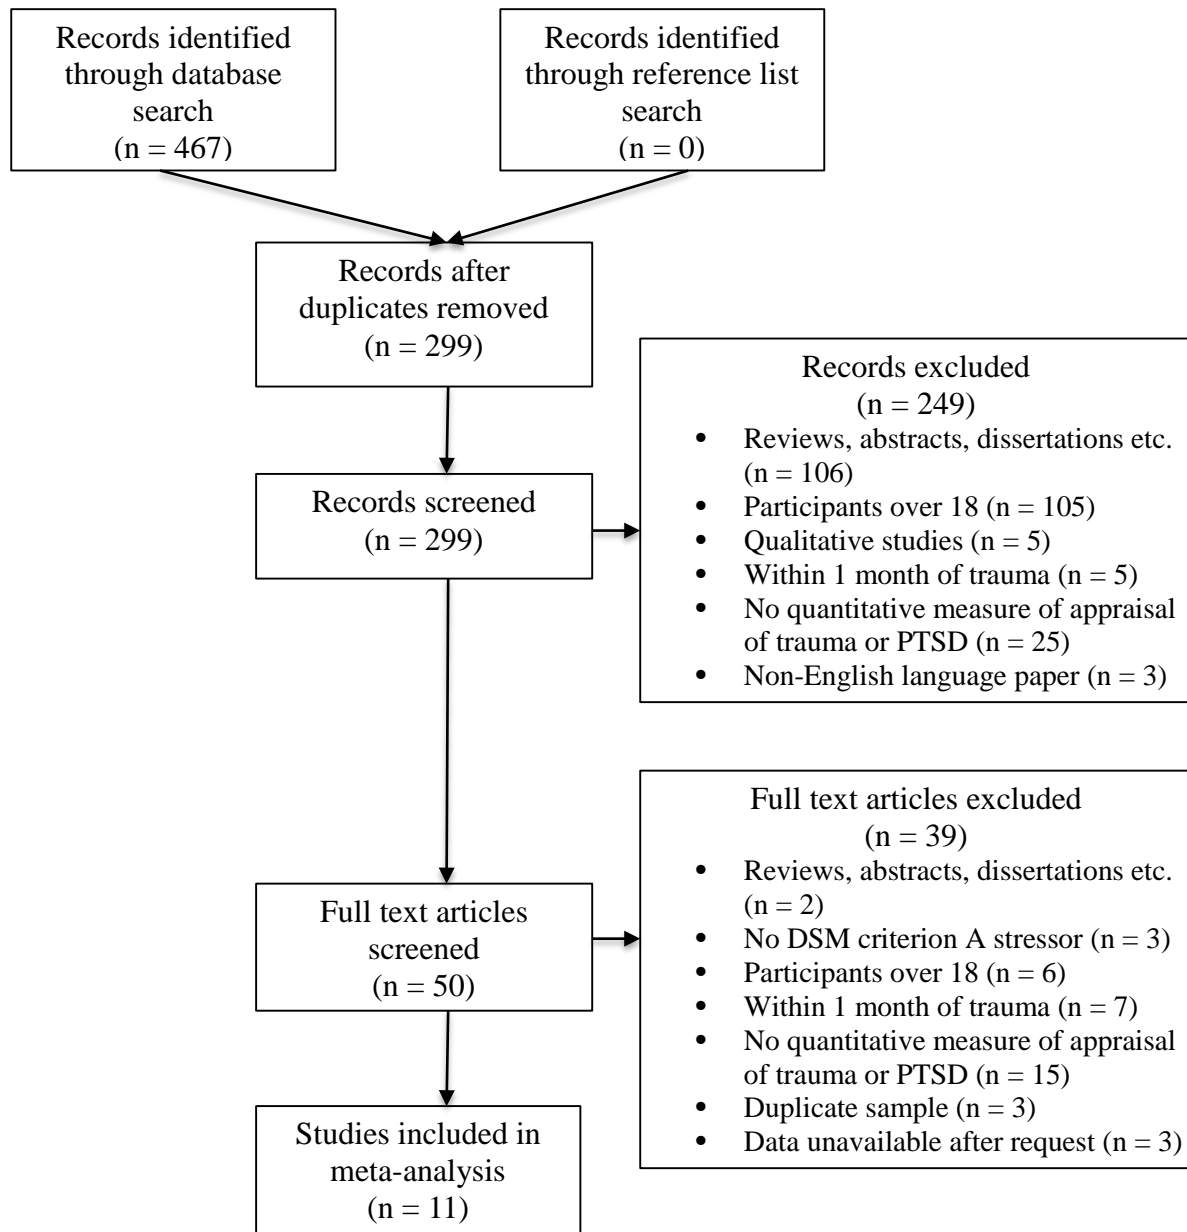 Records identified
through database
search
(n = 467)
Records identified
through reference list
search
(n = 0)
Records after
duplicates removed
(n = 299)
Records screened
(n = 299)
Records excluded
(n = 249)
• Reviews, abstracts, dissertations etc.
(n = 106)
• Participants over 18 (n = 105)
• Qualitative studies (n = 5)
• Within 1 month of trauma (n = 5)
• No quantitative measure of appraisal
of trauma or PTSD (n = 25)
• Non-English language paper (n = 3)
Full text articles
screened
(n = 50)
Full text articles excluded
(n = 39)
• Reviews, abstracts, dissertations etc.
(n = 2)
• No DSM criterion A stressor (n = 3)
• Participants over 18 (n = 6)
• Within 1 month of trauma (n = 7)
• No quantitative measure of appraisal
of trauma or PTSD (n = 15)
• Duplicate sample (n = 3)
• Data unavailable after request (n = 3)
Studies included in
meta-analysis
(n = 11)